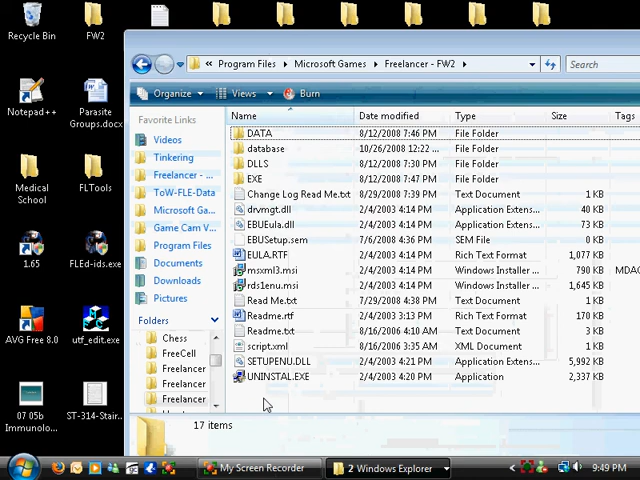 Recycle Bin
FW2
Notepad++
Parasite Groups.docx
Medical School
FLTools
1.65
FLEd-ids.exe
AVG Free 8.0
utf_edit.exe
07 05b Immunolo...
ST-314-Stair...
« Program Files ▸ Microsoft Games ▸ Freelancer - FW2 ▸
Search
Organize Views Burn
Favorite Links
Videos
Tinkering
Freelancer - ...
ToW-FLE-Data
Microsoft Ga...
Game Cam V...
Program Files
Documents
Downloads
Pictures
Folders
Chess
FreeCell
Freelancer
Freelancer
Freelancer
Name Date modified Type Size Tags
DATA 8/12/2008 7:46 PM File Folder
database 10/26/2008 12:22 ... File Folder
DLLS 8/12/2008 7:30 PM File Folder
EXE 8/12/2008 7:47 PM File Folder
Change Log Read Me.txt 8/29/2008 7:39 PM Text Document 1 KB
drvmgt.dll 2/4/2003 4:14 PM Application Extens... 40 KB
EBUEula.dll 2/4/2003 4:14 PM Application Extens... 73 KB
EBUSetup.sem 7/6/2008 4:36 PM SEM File 0 KB
EULA.RTF 2/4/2003 4:14 PM Rich Text Format 1,077 KB
msxml3.msi 2/4/2003 4:14 PM Windows Installer ... 790 KB MDAC
rds1enu.msi 2/4/2003 4:14 PM Windows Installer ... 1,645 KB
Read Me.txt 7/29/2008 4:38 PM Text Document 1 KB
Readme.rtf 2/4/2003 3:13 PM Rich Text Format 170 KB
Readme.txt 8/16/2006 4:10 AM Text Document 3 KB
script.xml 8/16/2006 3:35 AM XML Document 1 KB
SETUPENU.DLL 2/4/2003 4:21 PM Application Extens... 5,992 KB
UNINSTAL.EXE 2/4/2003 4:20 PM Application 2,337 KB
17 items
My Screen Recorder
2 Windows Explorer
9:49 PM